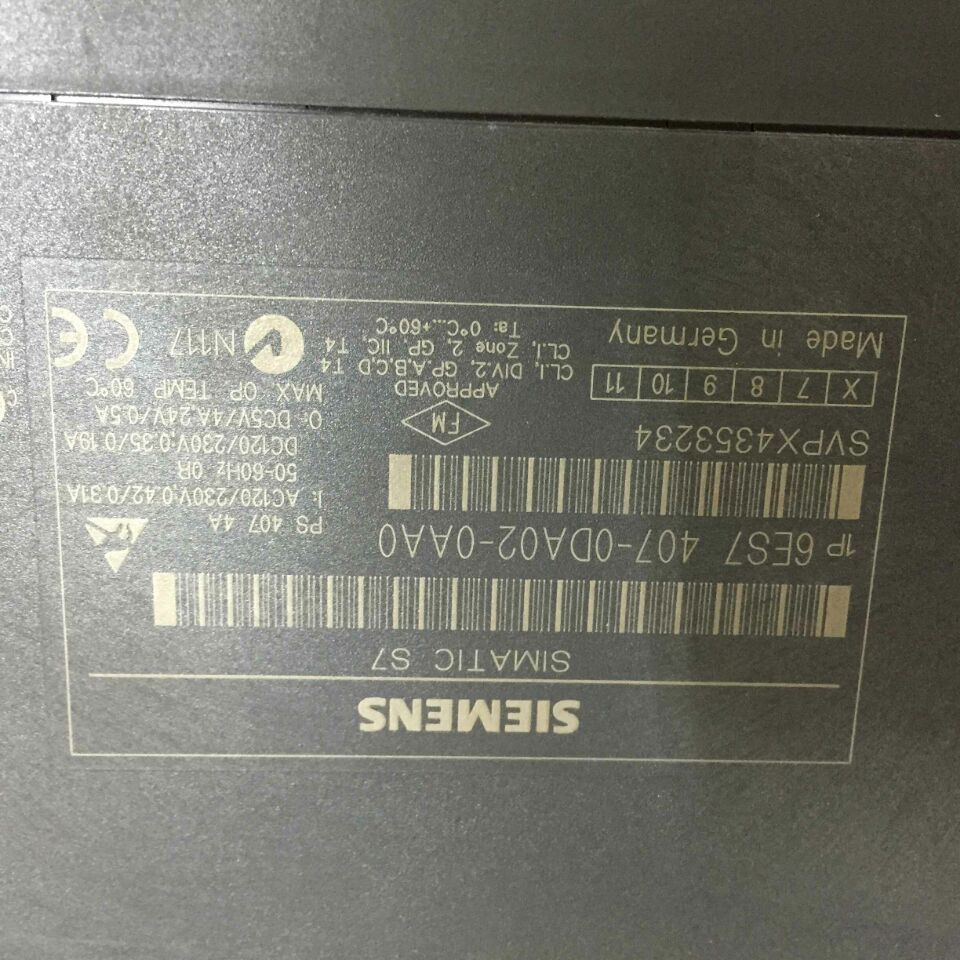 SIEMENS
SIMATIC S7
1P 6ES7 407-0DA02-0AA0
SVPX4353234
X 7 8 9 10 11
Made in Germany
PS 407 4A
I: AC120/230V:0.42/0.31A
50-60Hz OR
DC120/230V:0.35/0.19A
O: DC5V/4A 24V/0.5A
MAX OP TEMP 60°C
FM
APPROVED
CL.I, DIV.2, GP.A,B,C,D T4
CL.I, Zone 2, GP. IIC, T4
Ta: 0°C...+60°C
N117
CE